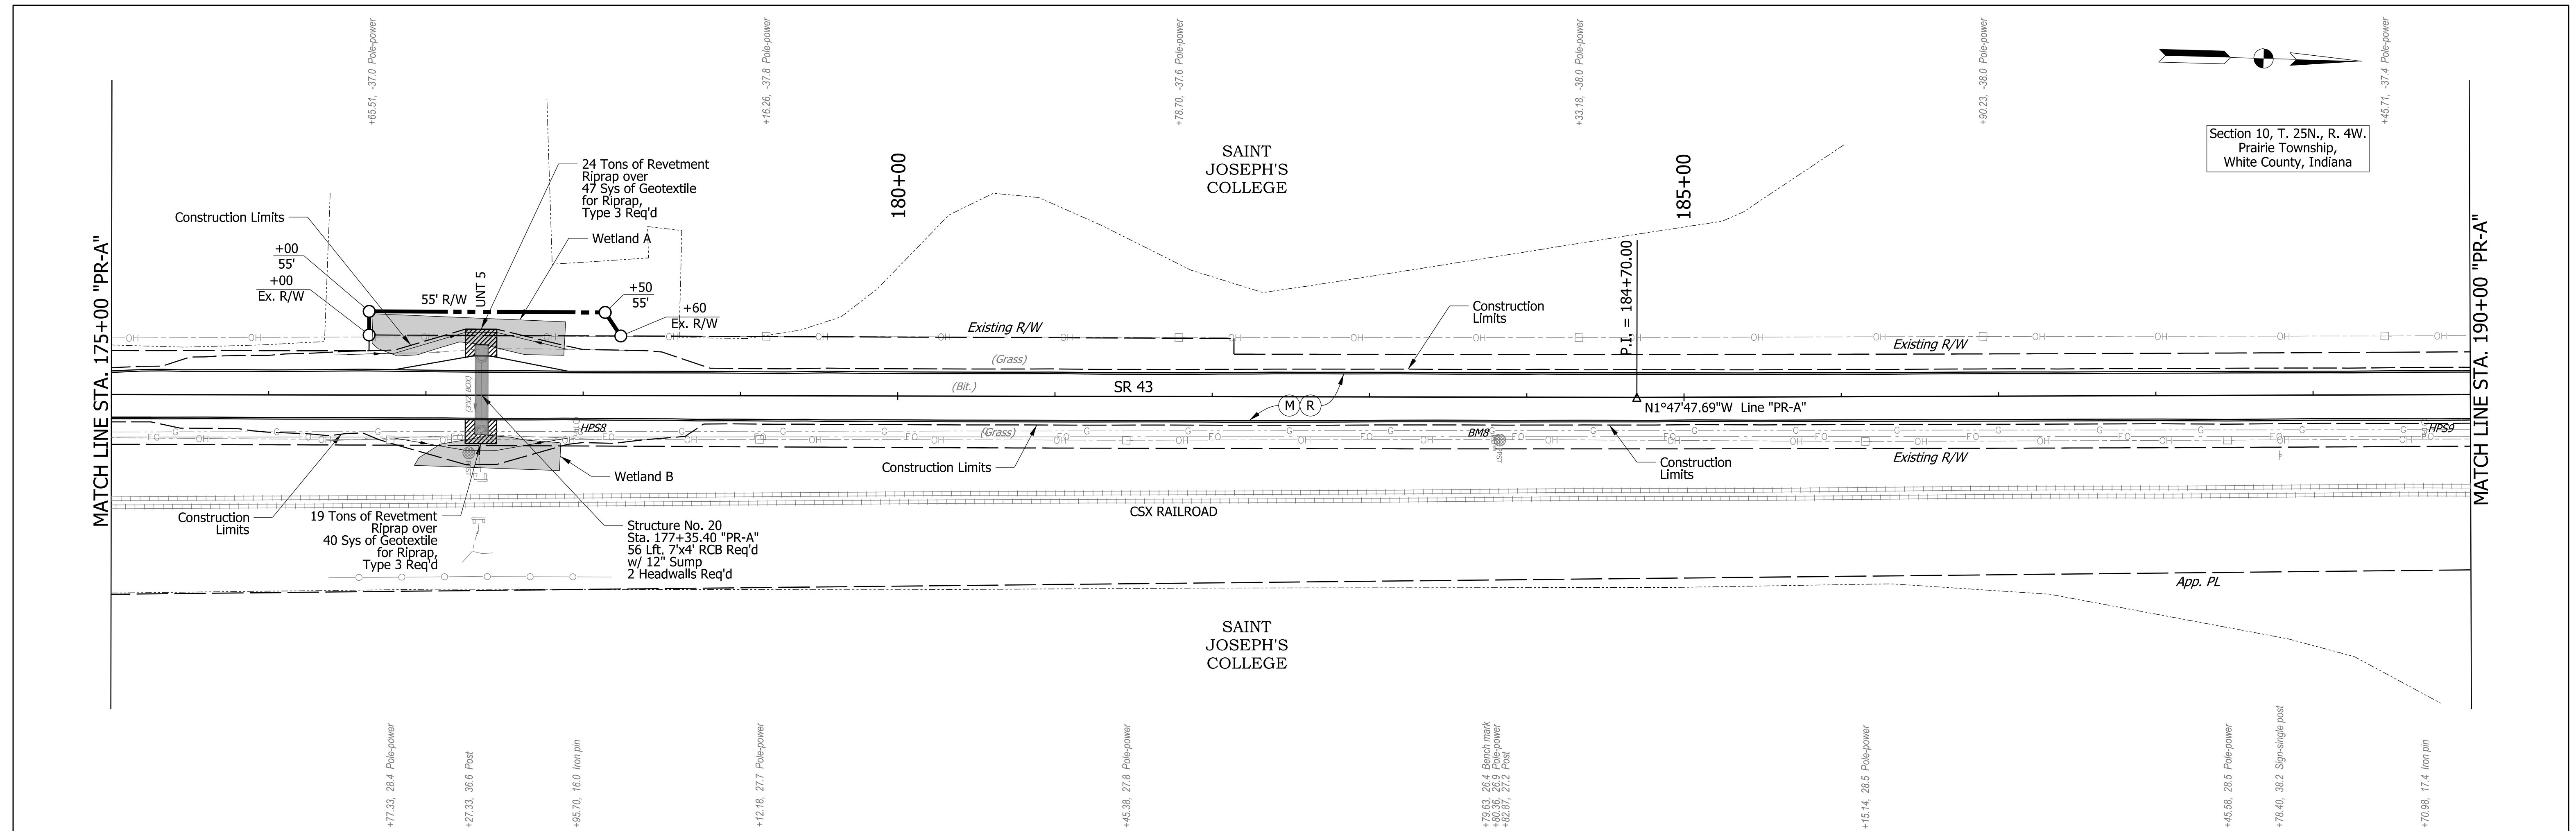 +65.51, -37.0 Pole-power
+16.26, -37.8 Pole-power
+78.70, -37.6 Pole-power
+33.18, -38.0 Pole-power
+90.23, -38.0 Pole-power
+45.71, -37.4 Pole-power
Section 10, T. 25N., R. 4W.
Prairie Township,
White County, Indiana
SAINT
JOSEPH'S
COLLEGE
180+00
185+00
24 Tons of Revetment
Riprap over
47 Sys of Geotextile
for Riprap,
Type 3 Req'd
Construction Limits
Wetland A
+00
55'
+00
Ex. R/W
55' R/W
UNT 5
+50
55'
+60
Ex. R/W
MATCH LINE STA. 175+00 "PR-A"
MATCH LINE STA. 190+00 "PR-A"
P.I. = 184+70.00
Existing R/W
Construction
Limits
Existing R/W
(Grass)
(Bit.)
SR 43
M R
N1°47'47.69"W Line "PR-A"
HPS8
(Grass)
BM8
HPS9
Construction Limits
Construction
Limits
Existing R/W
Wetland B
Construction
Limits
19 Tons of Revetment
Riprap over
40 Sys of Geotextile
for Riprap,
Type 3 Req'd
Structure No. 20
Sta. 177+35.40 "PR-A"
56 Lft. 7'x4' RCB Req'd
w/ 12" Sump
2 Headwalls Req'd
CSX RAILROAD
App. PL
SAINT
JOSEPH'S
COLLEGE
+77.33, 28.4 Pole-power
+27.33, 36.6 Post
+95.70, 16.0 Iron pin
+12.18, 27.7 Pole-power
+45.38, 27.8 Pole-power
+79.63, 26.4 Bench mark
+80.36, 26.9 Pole-power
+82.87, 27.2 Post
+15.14, 28.5 Pole-power
+45.58, 28.5 Pole-power
+78.40, 38.2 Sign-single post
+70.98, 17.4 Iron pin